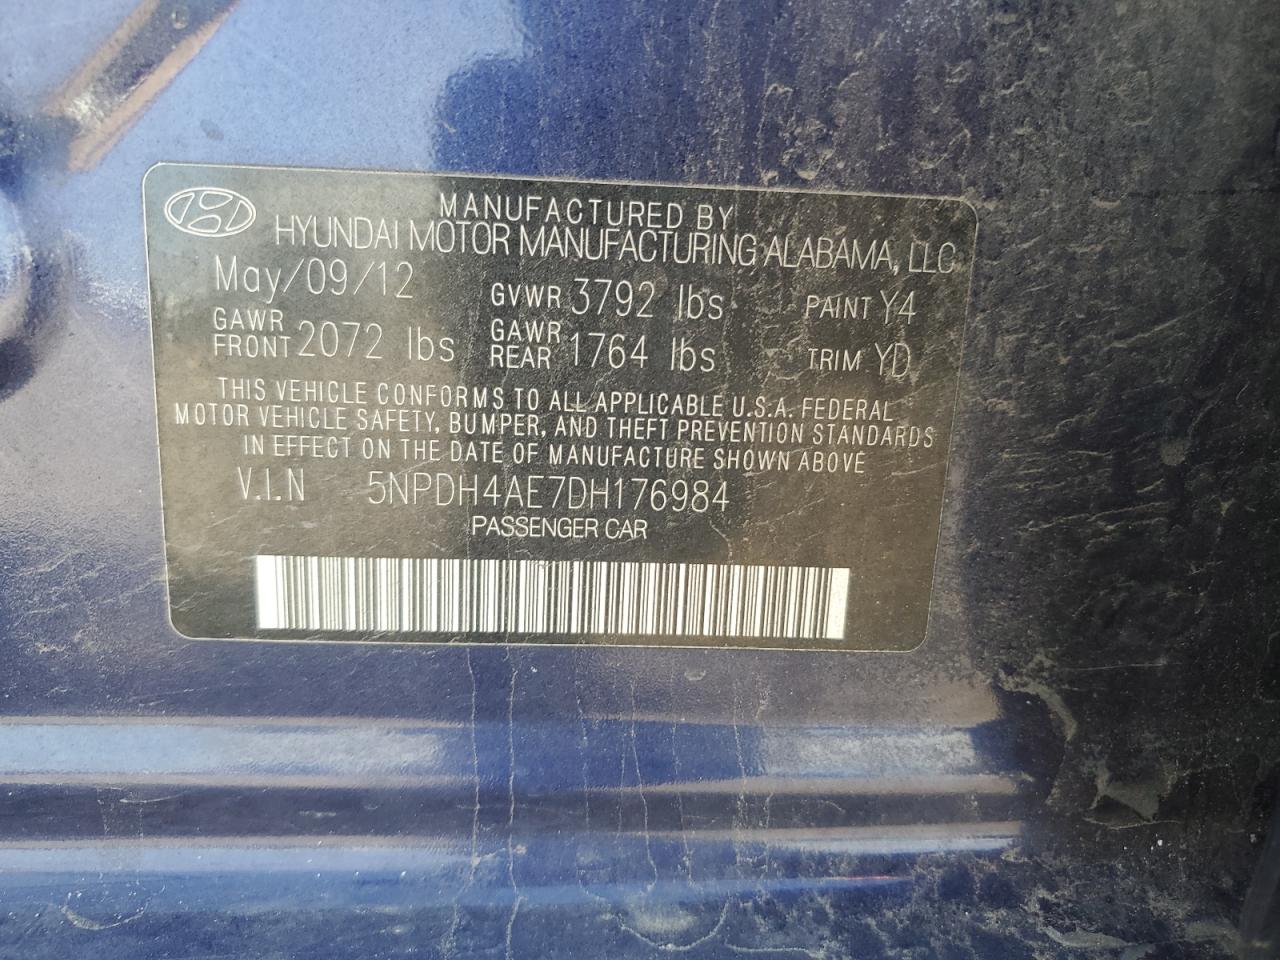 MANUFACTURED BY
HYUNDAI MOTOR MANUFACTURING ALABAMA, LLC
May/09/12 GVWR 3792 lbs PAINT Y4
GAWR FRONT 2072 lbs GAWR REAR 1764 lbs TRIM YD
THIS VEHICLE CONFORMS TO ALL APPLICABLE U.S.A. FEDERAL
MOTOR VEHICLE SAFETY, BUMPER, AND THEFT PREVENTION STANDARDS
IN EFFECT ON THE DATE OF MANUFACTURE SHOWN ABOVE
V.I.N 5NPDH4AE7DH176984
PASSENGER CAR